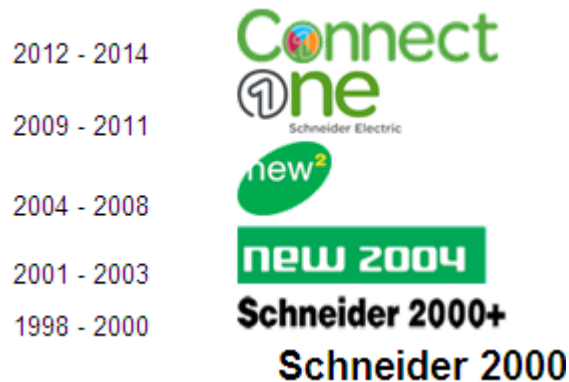 2012 - 2014
Connect
2009 - 2011
One
Schneider Electric
new²
2004 - 2008
2001 - 2003
new 2004
1998 - 2000
Schneider 2000+
Schneider 2000